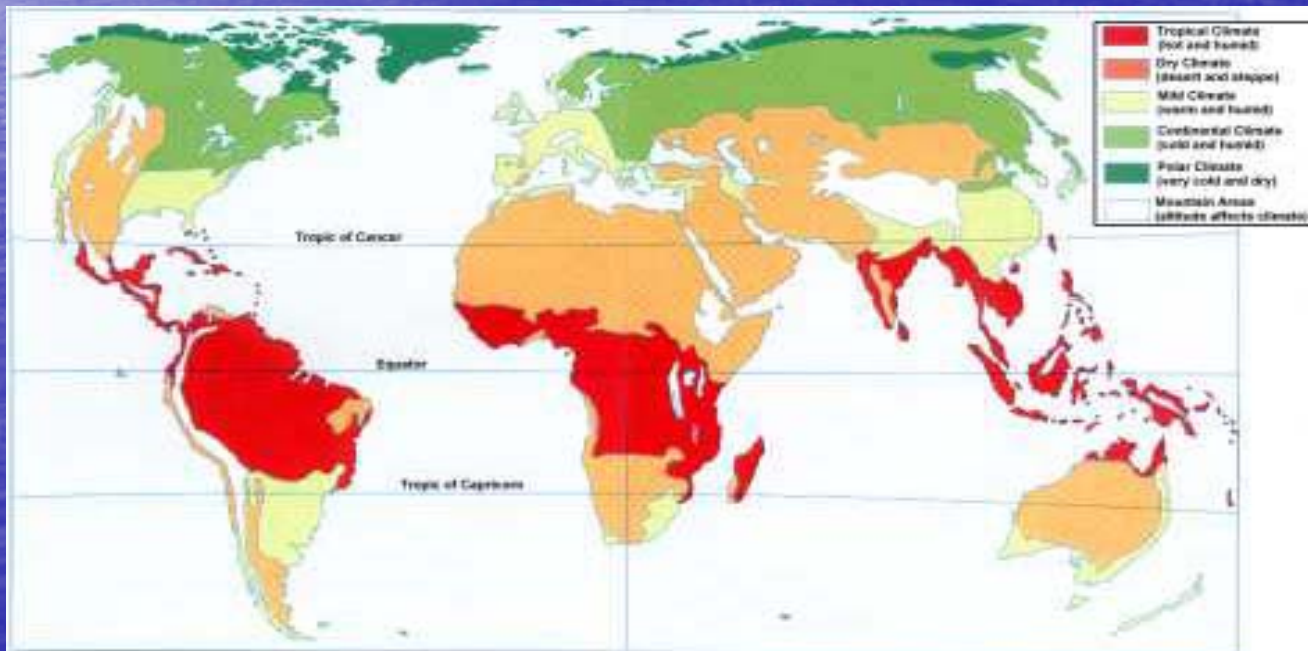 Tropical Climate
(hot and humid)
Dry Climate
(desert and steppe)
Mild Climate
(warm and humid)
Continental Climate
(cold and humid)
Polar Climate
(very cold and dry)
Mountain Areas
(altitude affects climate)
Tropic of Cancer
Equator
Tropic of Capricorn